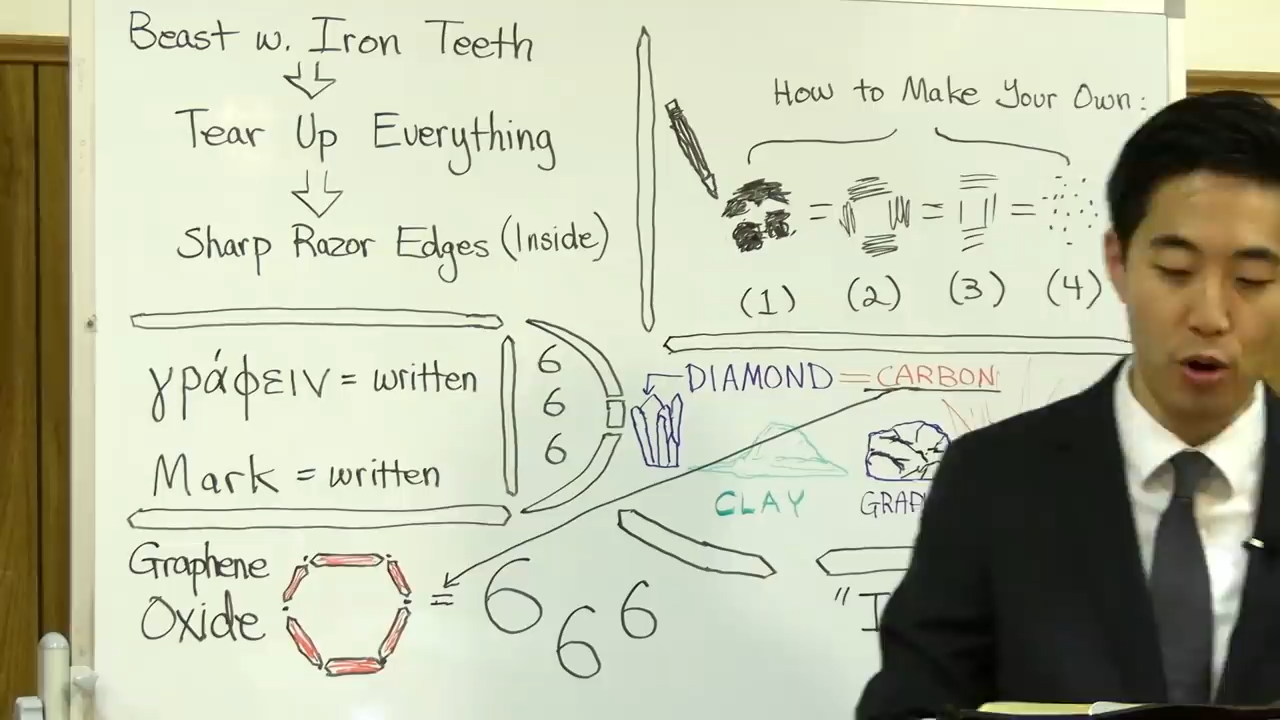 Beast w. Iron Teeth
Tear Up Everything
Sharp Razor Edges (Inside)
γράφειν = written
Mark = written
6
6
6
Graphene
Oxide
= 6 6 6
How to Make Your Own:
= = =
(1) (2) (3) (4)
DIAMOND = CARBON
CLAY
GRAP
"I